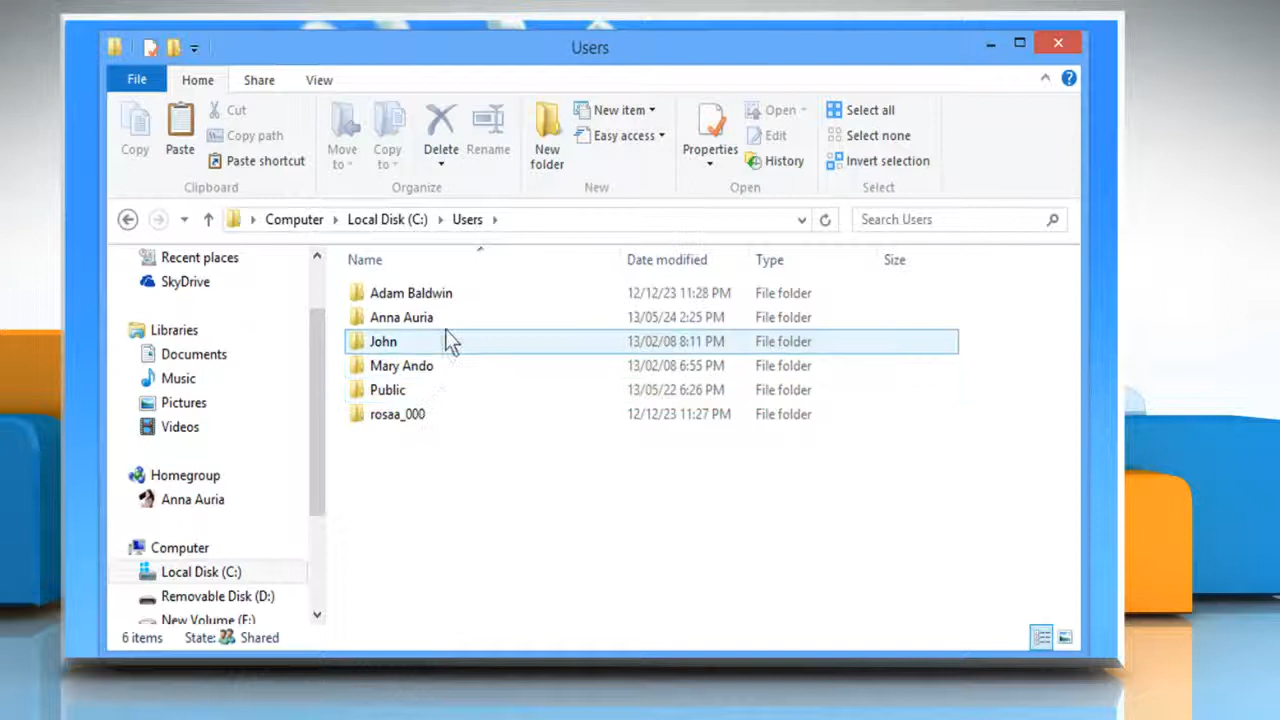 Users
File Home Share View
Copy
Paste
Cut
Copy path
Paste shortcut
Clipboard
Move to
Copy to
Delete
Rename
Organize
New folder
New item
Easy access
New
Properties
Open
Edit
History
Open
Select all
Select none
Invert selection
Select
Computer Local Disk (C:) Users
Search Users
Recent places
SkyDrive
Libraries
Documents
Music
Pictures
Videos
Homegroup
Anna Auria
Computer
Local Disk (C:)
Removable Disk (D:)
New Volume (F:)
Name Date modified Type Size
Adam Baldwin 12/12/23 11:28 PM File folder
Anna Auria 13/05/24 2:25 PM File folder
John 13/02/08 8:11 PM File folder
Mary Ando 13/02/08 6:55 PM File folder
Public 13/05/22 6:26 PM File folder
rosaa_000 12/12/23 11:27 PM File folder
6 items State: Shared